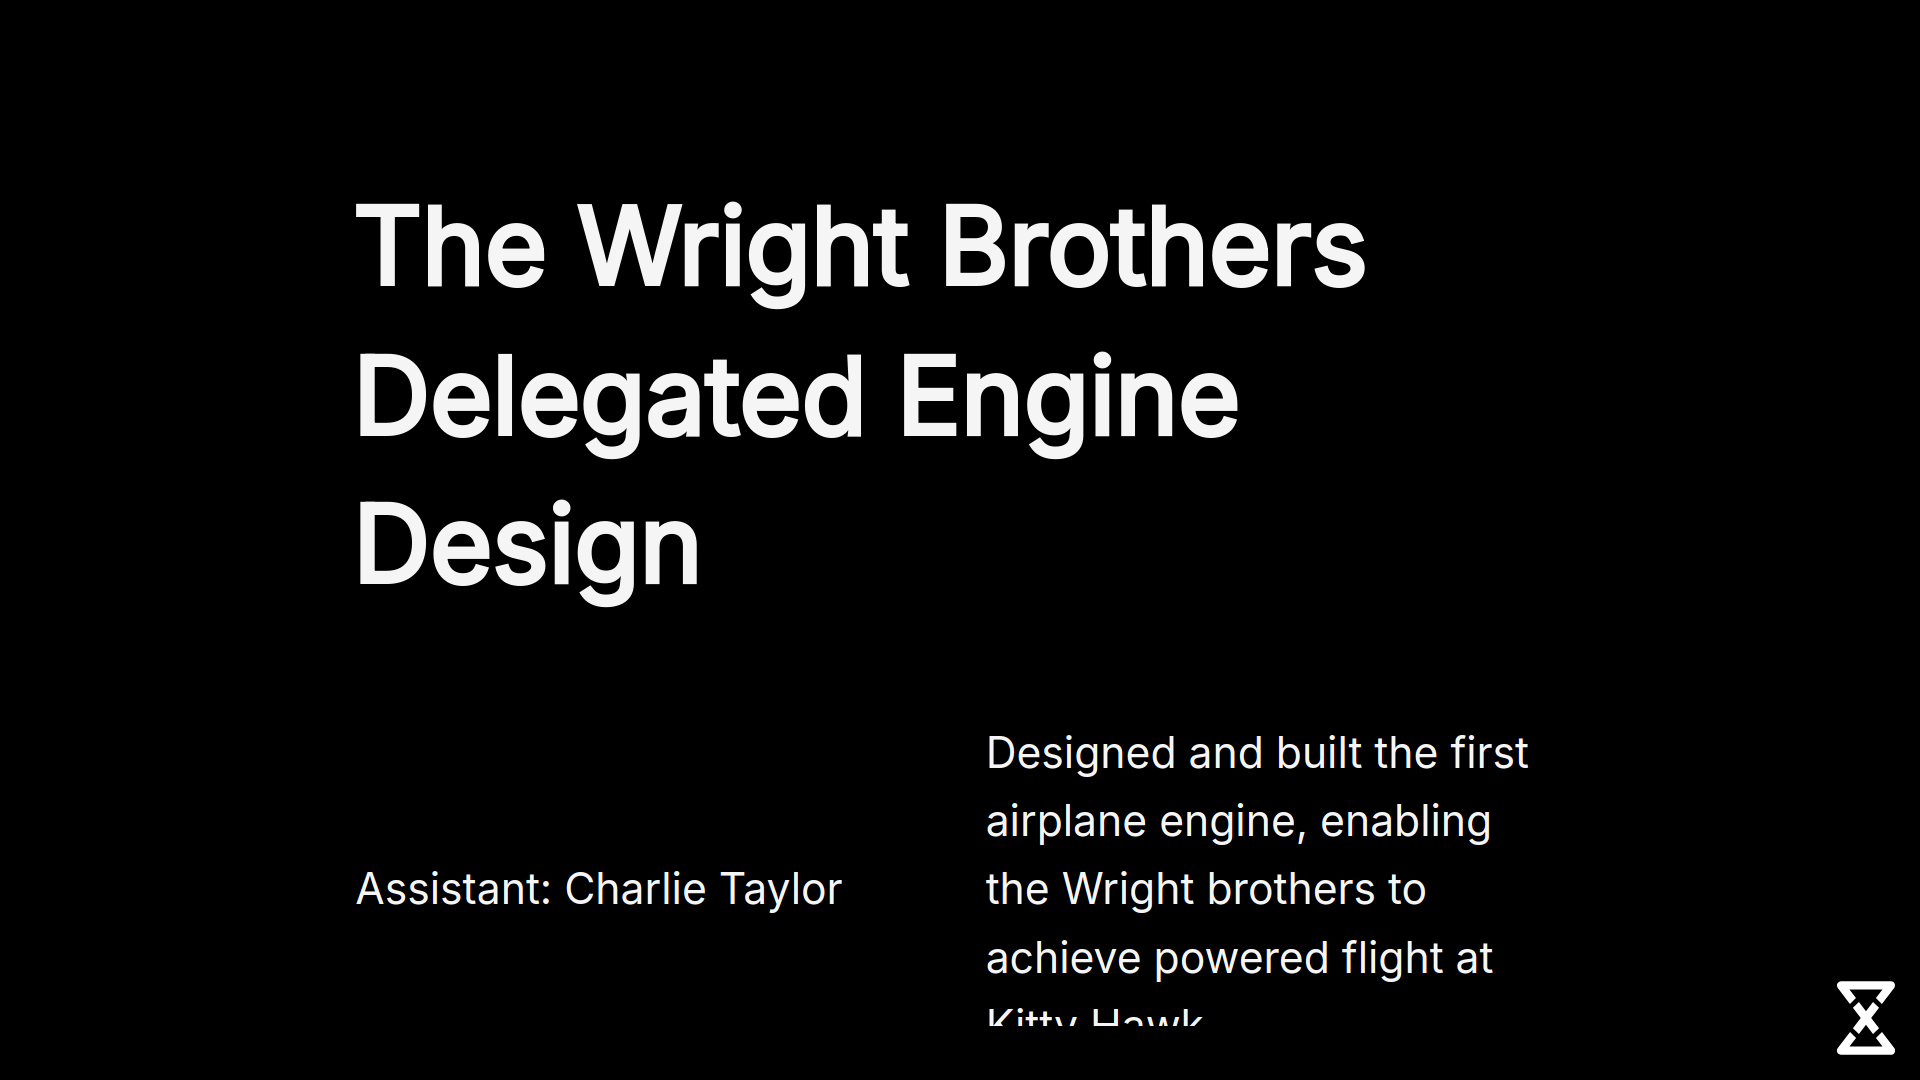 The Wright Brothers
Delegated Engine
Design
Assistant: Charlie Taylor
Designed and built the first
airplane engine, enabling
the Wright brothers to
achieve powered flight at
Kitty Hawk